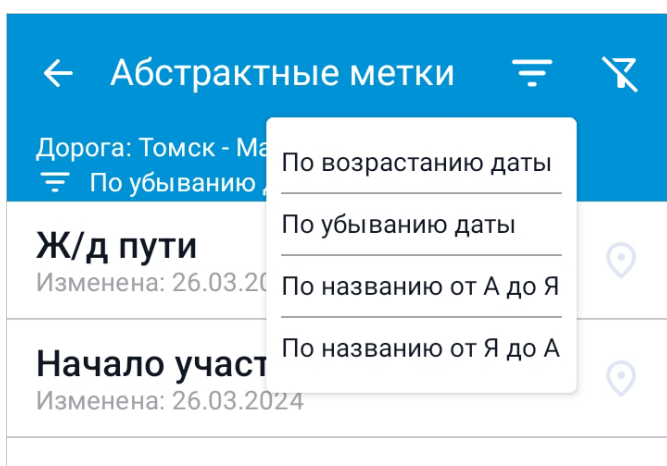 Абстрактные метки
Дорога: Томск - Ма
По убыванию
По возрастанию даты
По убыванию даты
По названию от А до Я
По названию от Я до А
Ж/д пути
Изменена: 26.03.20
Начало участ
Изменена: 26.03.2024